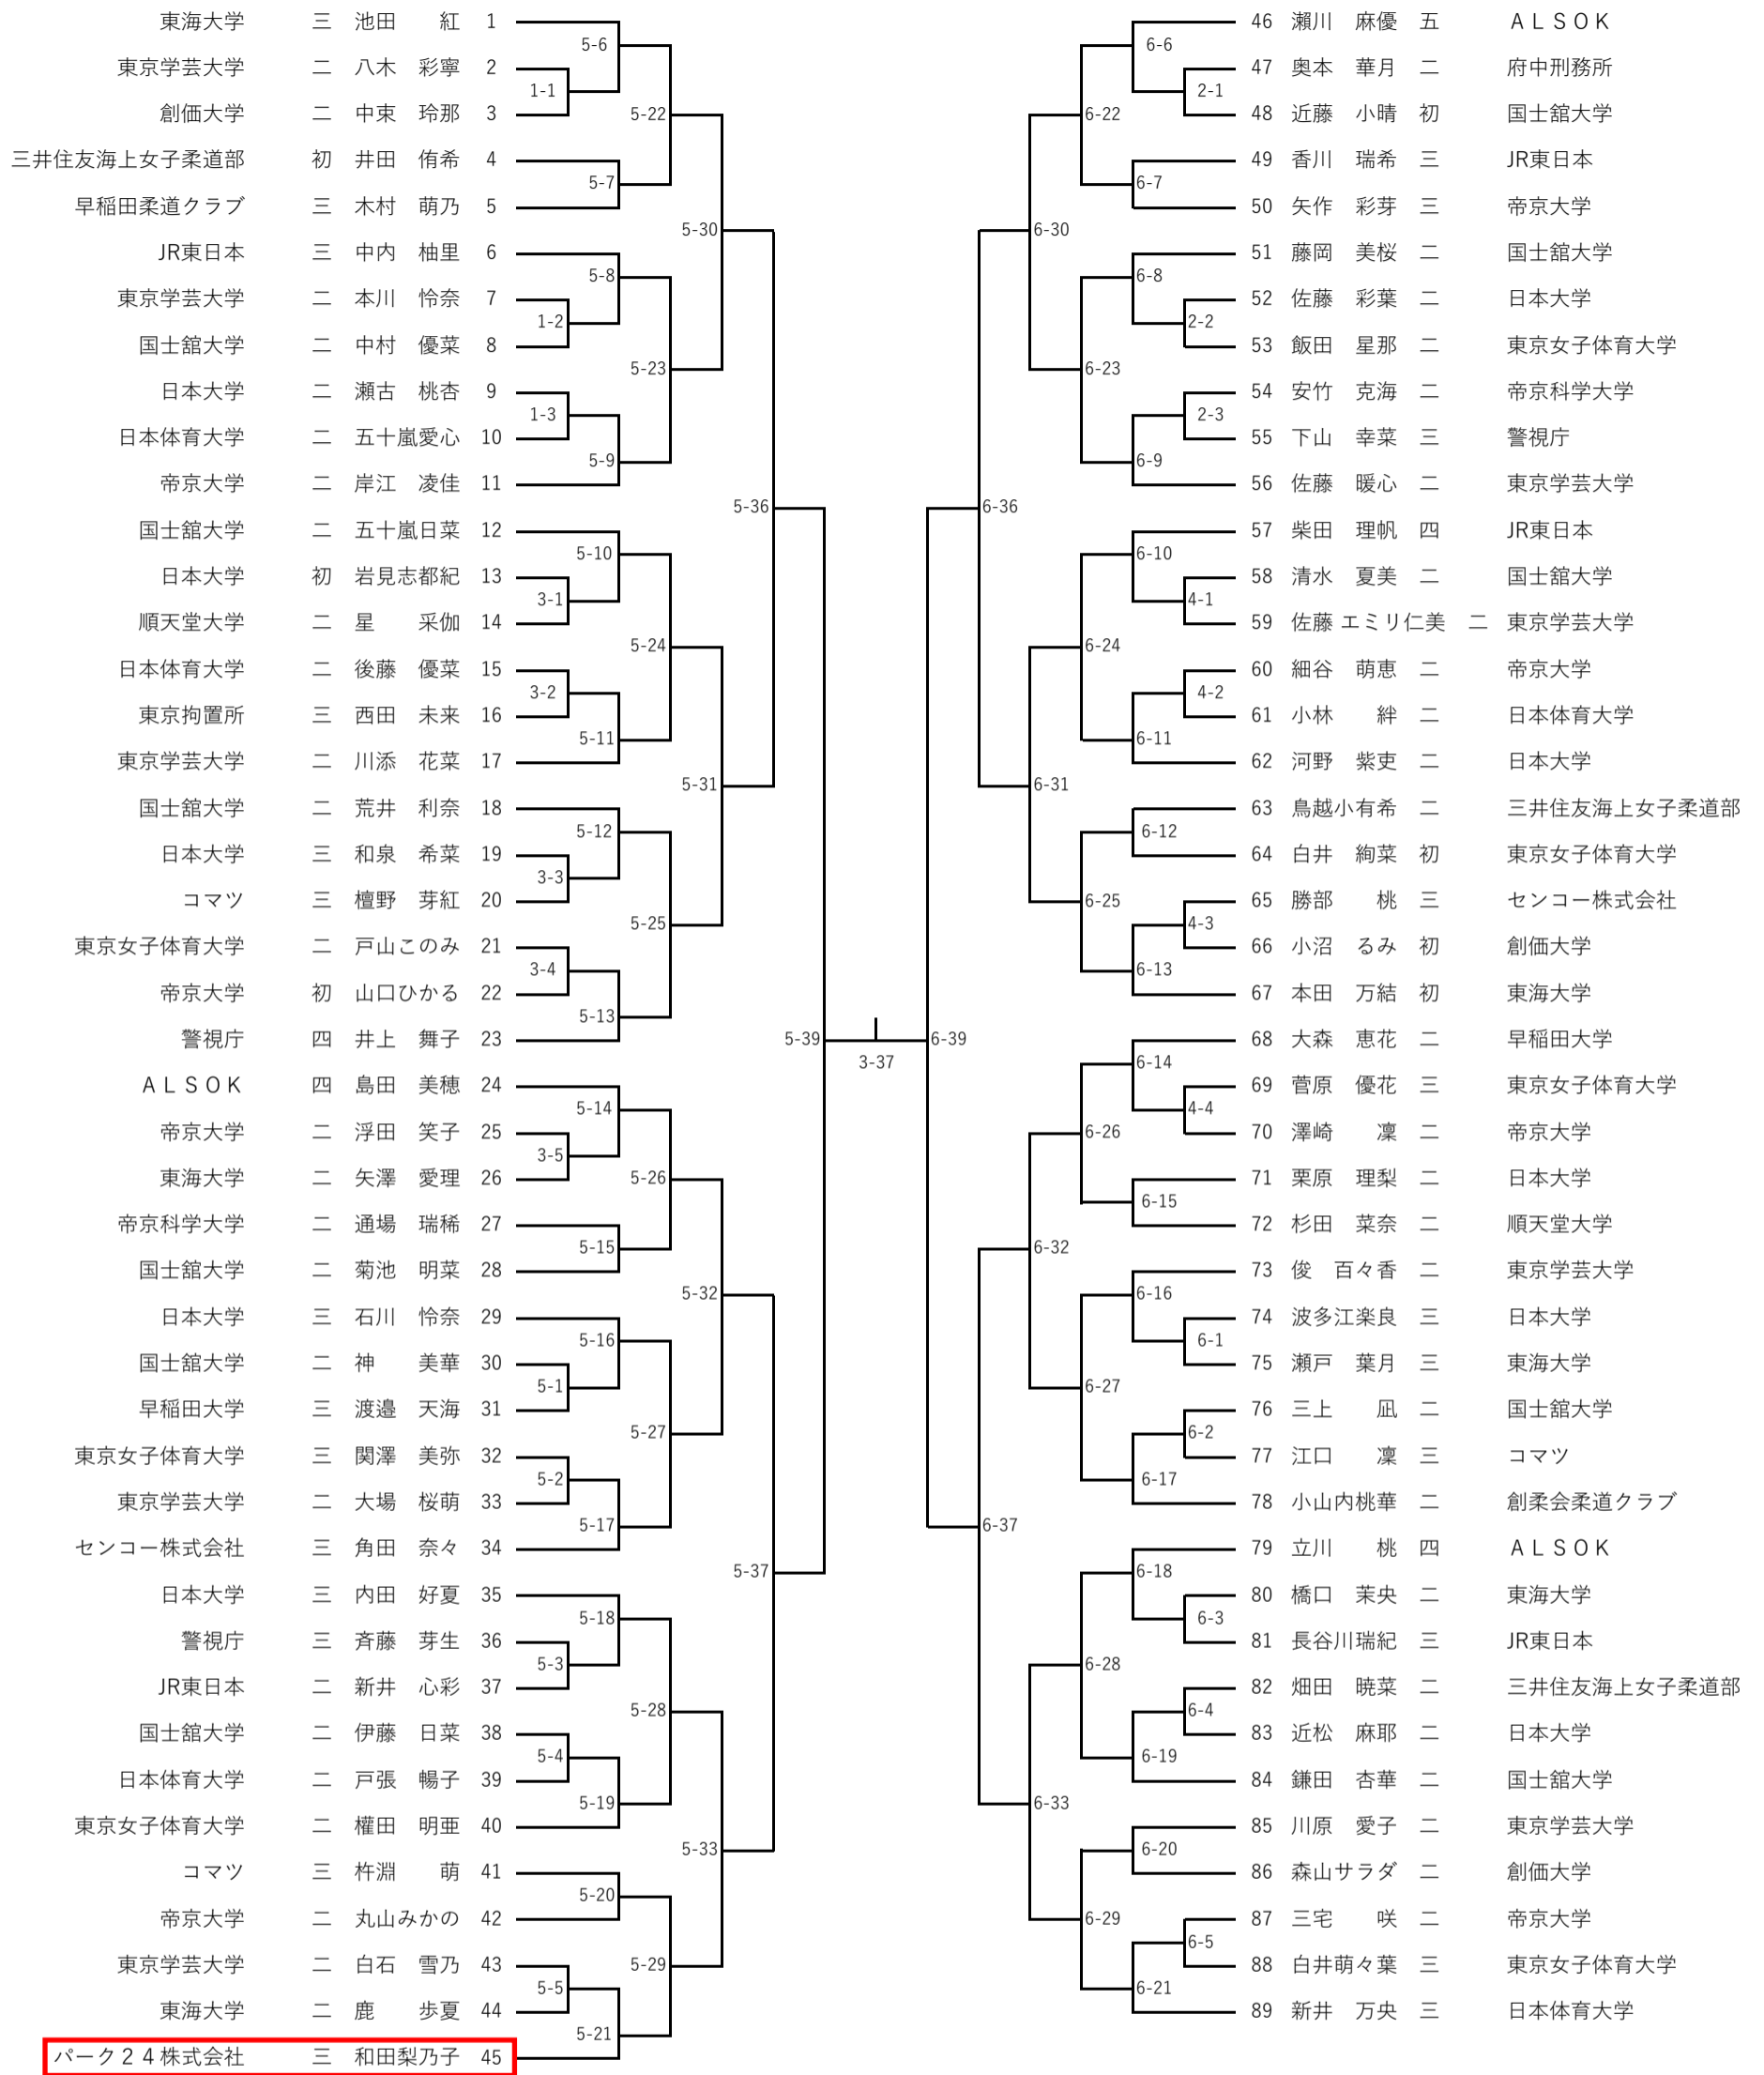 東海大学 三 池田 紅 1
5-6
東京学芸大学 二 八木 彩寧 2
1-1
創価大学 二 中束 玲那 3
5-22
三井住友海上女子柔道部 初 井田 侑希 4
5-7
早稲田柔道クラブ 三 木村 萌乃 5
5-30
JR東日本 三 中内 柚里 6
5-8
東京学芸大学 二 本川 怜奈 7
1-2
国士舘大学 二 中村 優菜 8
5-23
日本大学 二 瀬古 桃杏 9
1-3
日本体育大学 二 五十嵐愛心 10
5-9
帝京大学 二 岸江 凌佳 11
5-36
国士舘大学 二 五十嵐日菜 12
5-10
日本大学 初 岩見志都紀 13
3-1
順天堂大学 二 星 采伽 14
5-24
日本体育大学 二 後藤 優菜 15
3-2
東京拘置所 三 西田 未来 16
5-11
東京学芸大学 二 川添 花菜 17
5-31
国士舘大学 二 荒井 利奈 18
5-12
日本大学 三 和泉 希菜 19
3-3
コマツ 三 檀野 芽紅 20
5-25
東京女子体育大学 二 戸山このみ 21
3-4
帝京大学 初 山口ひかる 22
5-13
警視庁 四 井上 舞子 23
5-39
3-37
ＡＬＳＯＫ 四 島田 美穂 24
5-14
帝京大学 二 浮田 笑子 25
3-5
東海大学 二 矢澤 愛理 26
5-26
帝京科学大学 二 通場 瑞稀 27
5-15
国士舘大学 二 菊池 明菜 28
5-32
日本大学 三 石川 怜奈 29
5-16
国士舘大学 二 神 美華 30
5-1
早稲田大学 三 渡邉 天海 31
5-27
東京女子体育大学 三 関澤 美弥 32
5-2
東京学芸大学 二 大場 桜萌 33
5-17
センコー株式会社 三 角田 奈々 34
5-37
日本大学 三 内田 好夏 35
5-18
警視庁 三 斉藤 芽生 36
5-3
JR東日本 二 新井 心彩 37
5-28
国士舘大学 二 伊藤 日菜 38
5-4
日本体育大学 二 戸張 暢子 39
5-19
東京女子体育大学 二 權田 明亜 40
5-33
コマツ 三 杵淵 萌 41
5-20
帝京大学 二 丸山みかの 42
東京学芸大学 二 白石 雪乃 43
5-29
5-5
東海大学 二 鹿 歩夏 44
5-21
パーク２４株式会社 三 和田梨乃子 45
46 瀬川 麻優 五 ＡＬＳＯＫ
6-6
47 奥本 華月 二 府中刑務所
2-1
48 近藤 小晴 初 国士舘大学
6-22
49 香川 瑞希 三 JR東日本
6-7
50 矢作 彩芽 三 帝京大学
6-30
51 藤岡 美桜 二 国士舘大学
6-8
52 佐藤 彩葉 二 日本大学
2-2
53 飯田 星那 二 東京女子体育大学
6-23
54 安竹 克海 二 帝京科学大学
2-3
55 下山 幸菜 三 警視庁
6-9
56 佐藤 暖心 二 東京学芸大学
6-36
57 柴田 理帆 四 JR東日本
6-10
58 清水 夏美 二 国士舘大学
4-1
59 佐藤 エミリ仁美 二 東京学芸大学
6-24
60 細谷 萌恵 二 帝京大学
4-2
61 小林 絆 二 日本体育大学
6-11
62 河野 紫吏 二 日本大学
6-31
63 鳥越小有希 二 三井住友海上女子柔道部
6-12
64 白井 絢菜 初 東京女子体育大学
6-25
65 勝部 桃 三 センコー株式会社
4-3
66 小沼 るみ 初 創価大学
6-13
67 本田 万結 初 東海大学
6-39
68 大森 恵花 二 早稲田大学
6-14
69 菅原 優花 三 東京女子体育大学
4-4
70 澤崎 凜 二 帝京大学
6-26
71 栗原 理梨 二 日本大学
6-15
72 杉田 菜奈 二 順天堂大学
6-32
73 俊 百々香 二 東京学芸大学
6-16
74 波多江楽良 三 日本大学
6-1
75 瀬戸 葉月 三 東海大学
6-27
76 三上 凪 二 国士舘大学
6-2
77 江口 凜 三 コマツ
6-17
78 小山内桃華 二 創柔会柔道クラブ
6-37
79 立川 桃 四 ＡＬＳＯＫ
6-18
80 橋口 茉央 二 東海大学
6-3
81 長谷川瑞紀 三 JR東日本
6-28
82 畑田 暁菜 二 三井住友海上女子柔道部
6-4
83 近松 麻耶 二 日本大学
6-19
84 鎌田 杏華 二 国士舘大学
6-33
85 川原 愛子 二 東京学芸大学
6-20
86 森山サラダ 二 創価大学
6-29
87 三宅 咲 二 帝京大学
6-5
88 白井萌々葉 三 東京女子体育大学
6-21
89 新井 万央 三 日本体育大学